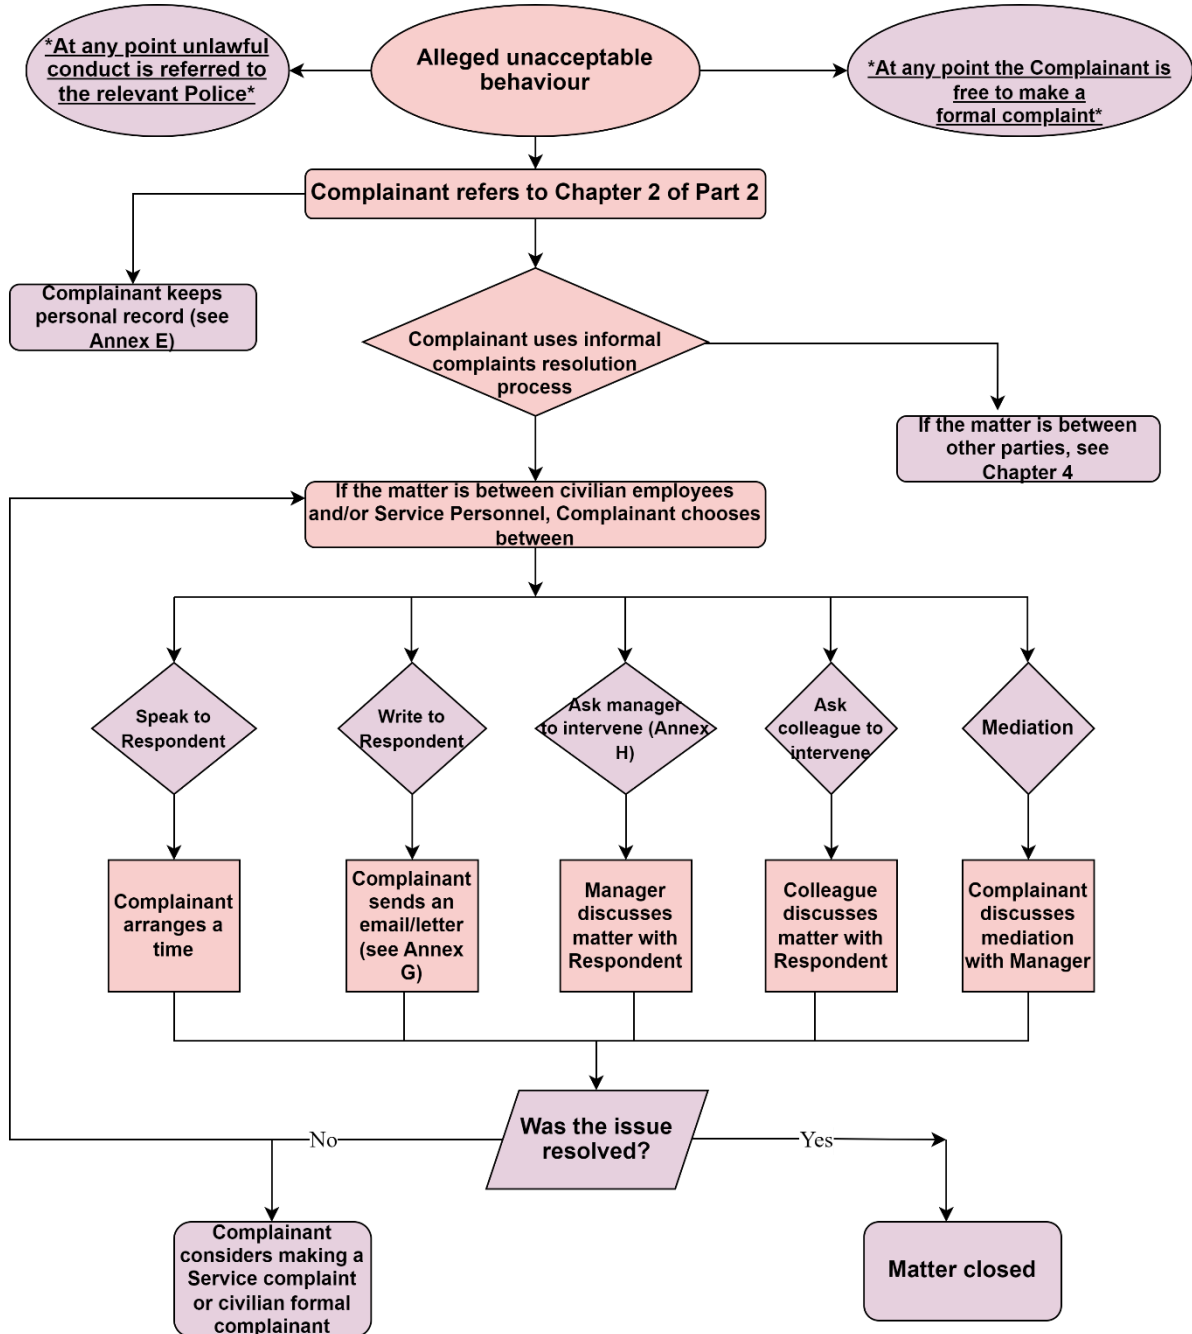 *At any point unlawful
conduct is referred to
the relevant Police*
Alleged unacceptable
behaviour
*At any point the Complainant is
free to make a
formal complaint*
Complainant refers to Chapter 2 of Part 2
Complainant keeps
personal record (see
Annex E)
Complainant uses informal
complaints resolution
process
If the matter is between
other parties, see
Chapter 4
If the matter is between civilian employees
and/or Service Personnel, Complainant chooses
between
Speak to
Respondent
Write to
Respondent
Ask manager
to intervene (Annex
H)
Ask
colleague to
intervene
Mediation
Complainant
arranges a
time
Complainant
sends an
email/letter
(see Annex
G)
Manager
discusses
matter with
Respondent
Colleague
discusses
matter with
Respondent
Complainant
discusses
mediation
with Manager
Was the issue
resolved?
No
Yes
Complainant
considers making a
Service complaint
or civilian formal
complainant
Matter closed